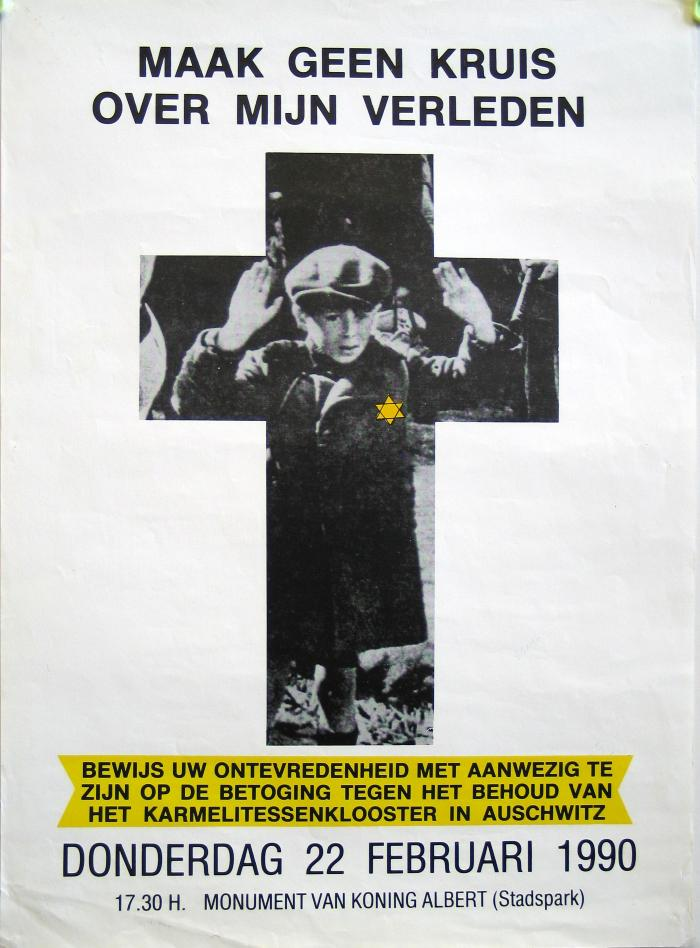 MAAK GEEN KRUIS
OVER MIJN VERLEDEN
BEWIJS UW ONTEVREDENHEID MET AANWEZIG TE
ZIJN OP DE BETOGING TEGEN HET BEHOUD VAN
HET KARMELITESSENKLOOSTER IN AUSCHWITZ
DONDERDAG 22 FEBRUARI 1990
17.30 H. MONUMENT VAN KONING ALBERT (Stadspark)